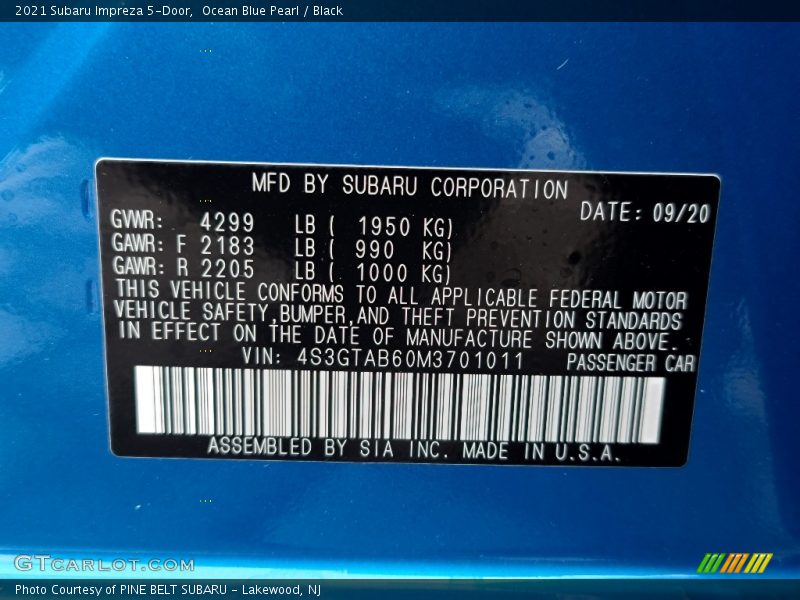 2021 Subaru Impreza 5-Door,  Ocean Blue Pearl / Black
MFD BY SUBARU CORPORATION
DATE: 09/20
GVWR: 4299 LB ( 1950 KG)
GAWR: F 2183 LB ( 990 KG)
GAWR: R 2205 LB ( 1000 KG)
THIS VEHICLE CONFORMS TO ALL APPLICABLE FEDERAL MOTOR
VEHICLE SAFETY,BUMPER,AND THEFT PREVENTION STANDARDS
IN EFFECT ON THE DATE OF MANUFACTURE SHOWN ABOVE.
VIN: 4S3GTAB60M3701011 PASSENGER CAR
ASSEMBLED BY SIA INC. MADE IN U.S.A.
GTCARLOT.COM
Photo Courtesy of PINE BELT SUBARU - Lakewood, NJ